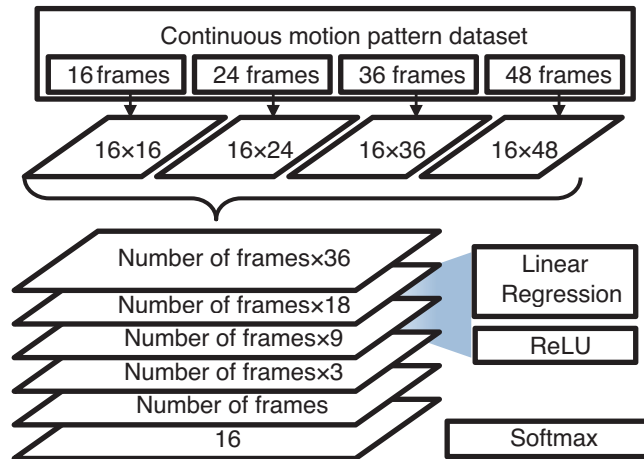 Continuous motion pattern dataset
16 frames 24 frames 36 frames 48 frames
16×16 16×24 16×36 16×48
Number of frames×36
Linear
Regression
Number of frames×18
Number of frames×9
ReLU
Number of frames×3
Number of frames
16
Softmax